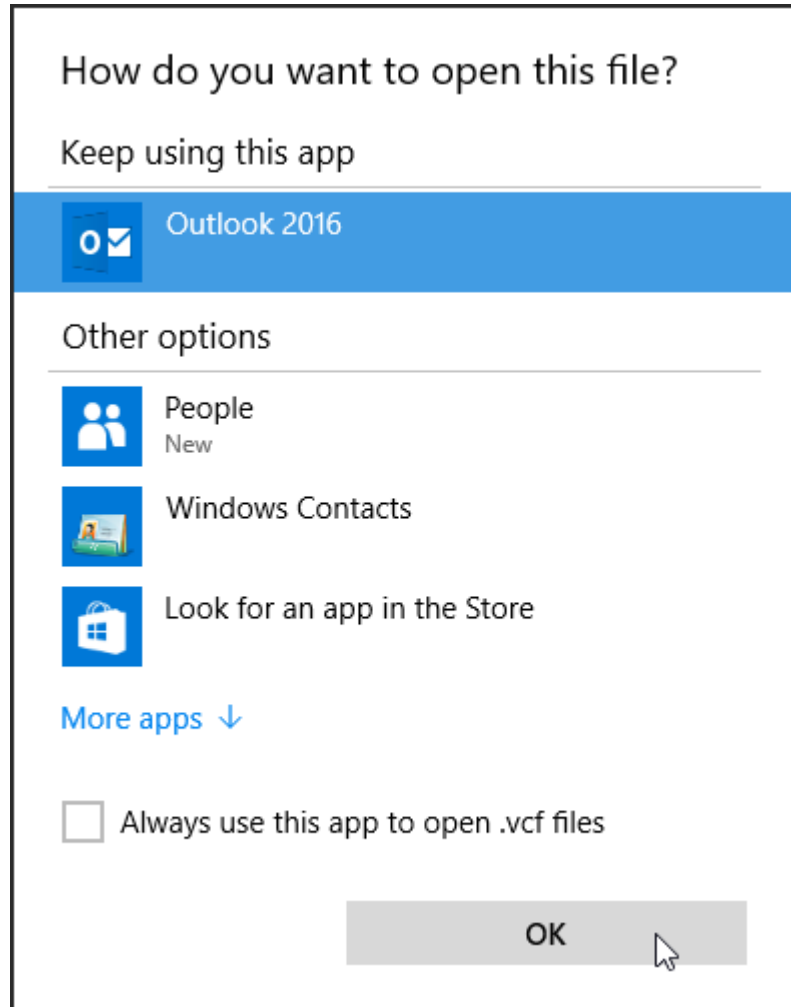 How do you want to open this file?
Keep using this app
Outlook 2016
Other options
People
New
Windows Contacts
Look for an app in the Store
More apps ↓
Always use this app to open .vcf files
OK